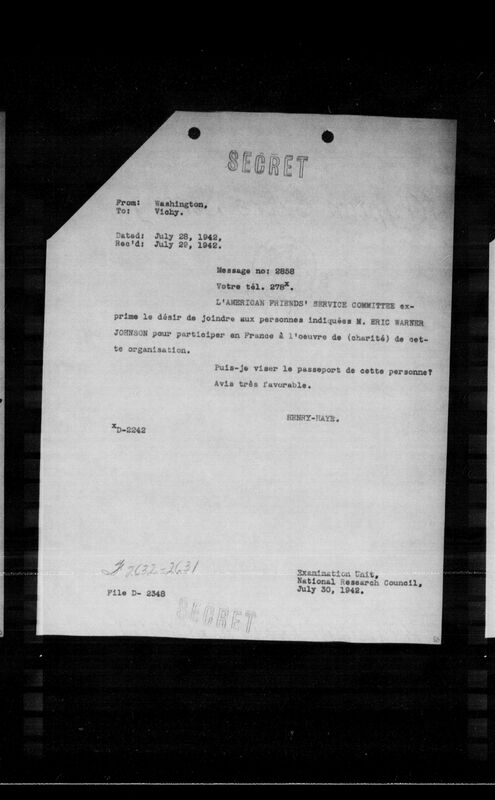 SECRET
From: Washington,
To: Vichy.
Dated: July 28, 1942.
Rec'd: July 29, 1942.
Message no: 2858
Votre tél. 278x.
L'AMERICAN FRIENDS' SERVICE COMMITTEE ex-
prime le désir de joindre aux personnes indiquées M. ERIC WARNER
JOHNSON pour participer en France à l'oeuvre de (charité) de cet-
te organisation.
Puis-je viser le passeport de cette personne?
Avis très favorable.
HENRY-HAYE.
xD-2242
2632-2631
Examination Unit,
National Research Council,
July 30, 1942.
File D- 2348
SECRET